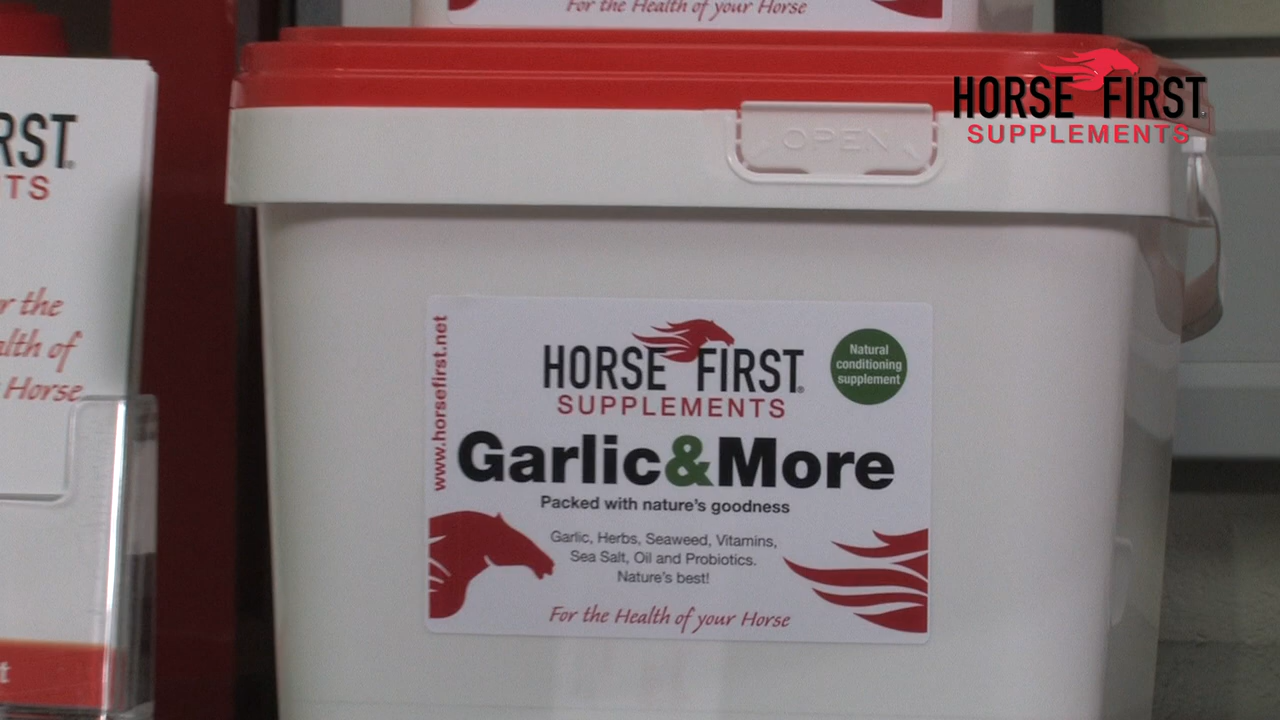 For the Health of your Horse
HORSE FIRST
SUPPLEMENTS
OPEN
RST
TS
r the
alth of
Horse
t
www.horsefirst.net
HORSE FIRST®
SUPPLEMENTS
Natural
conditioning
supplement
Garlic&More
Packed with nature's goodness
Garlic, Herbs, Seaweed, Vitamins,
Sea Salt, Oil and Probiotics.
Nature's best!
For the Health of your Horse